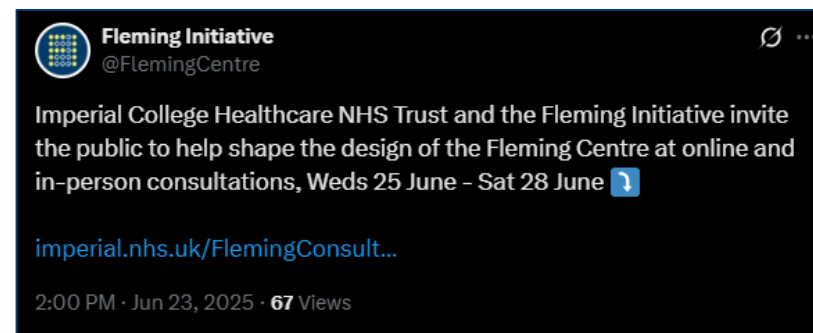 Fleming Initiative
@FlemingCentre
Imperial College Healthcare NHS Trust and the Fleming Initiative invite
the public to help shape the design of the Fleming Centre at online and
in-person consultations, Weds 25 June - Sat 28 June ⤵️
imperial.nhs.uk/FlemingConsult...
2:00 PM · Jun 23, 2025 · 67 Views